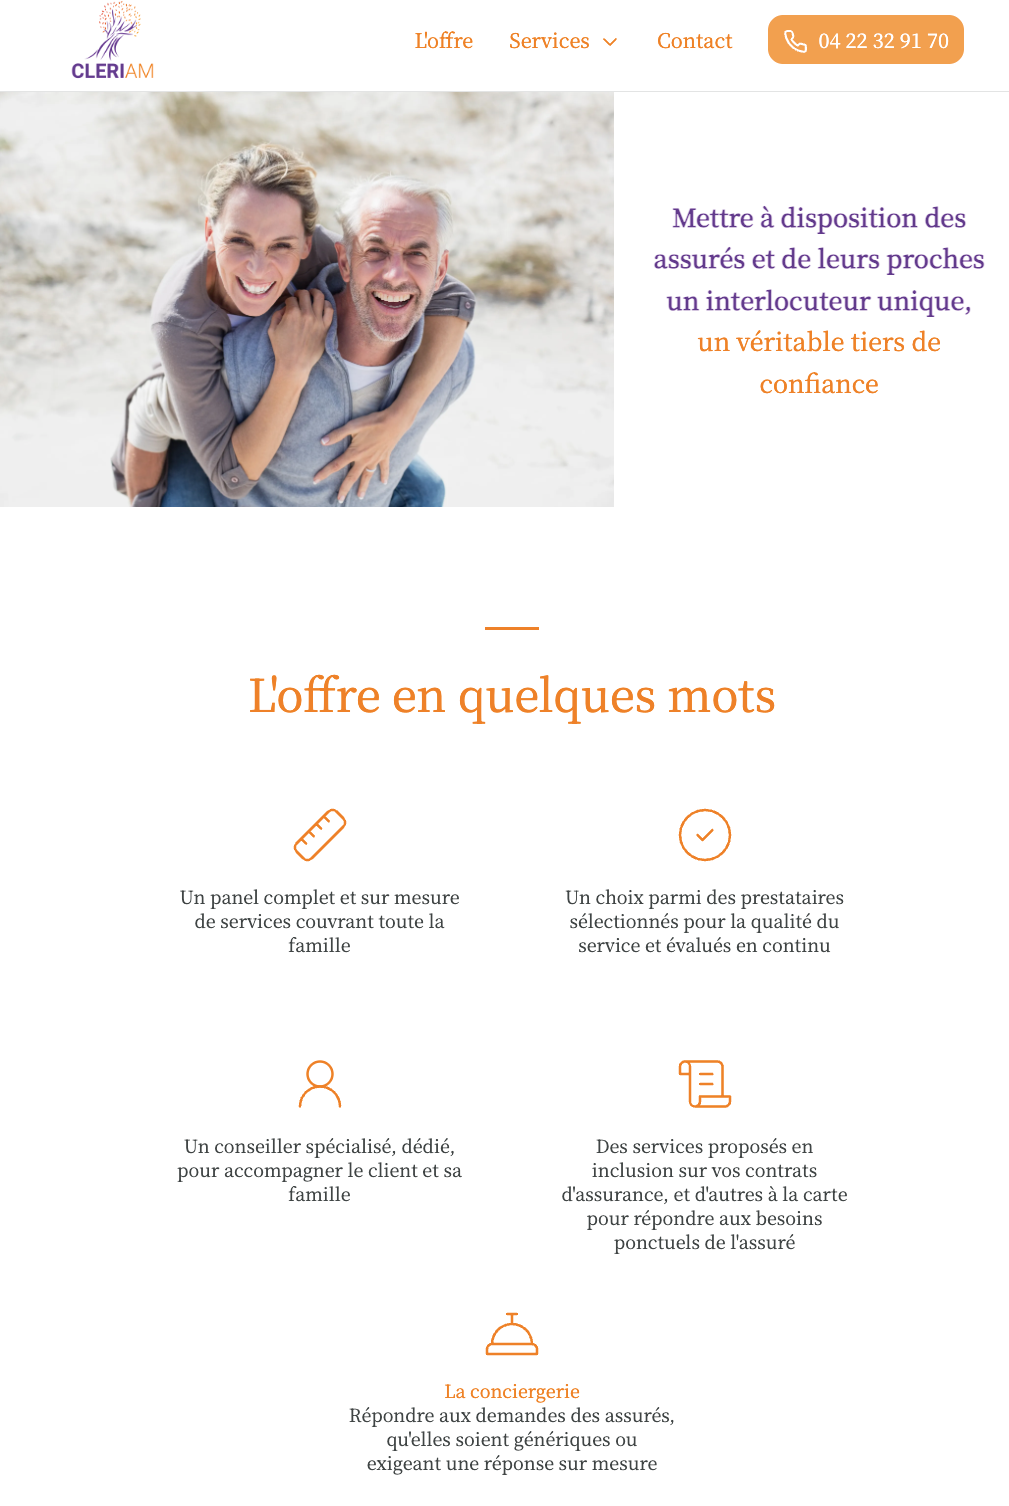 CLERIAM
L'offre
Services
Contact
04 22 32 91 70
Mettre à disposition des
assurés et de leurs proches
un interlocuteur unique,
un véritable tiers de
confiance
L'offre en quelques mots
Un panel complet et sur mesure
de services couvrant toute la
famille
Un choix parmi des prestataires
sélectionnés pour la qualité du
service et évalués en continu
Un conseiller spécialisé, dédié,
pour accompagner le client et sa
famille
Des services proposés en
inclusion sur vos contrats
d'assurance, et d'autres à la carte
pour répondre aux besoins
ponctuels de l'assuré
La conciergerie
Répondre aux demandes des assurés,
qu'elles soient génériques ou
exigeant une réponse sur mesure